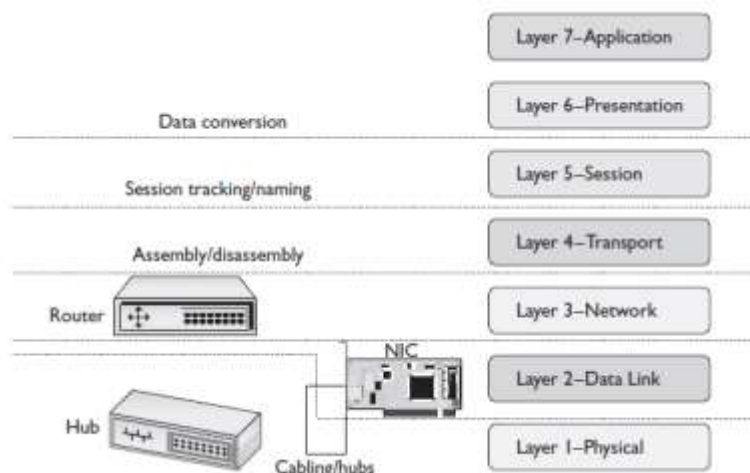 Layer 7–Application
Layer 6–Presentation
Data conversion
Layer 5–Session
Session tracking/naming
Layer 4–Transport
Assembly/disassembly
Router
Layer 3–Network
NIC
Layer 2–Data Link
Hub
Layer 1–Physical
Cabling/hubs